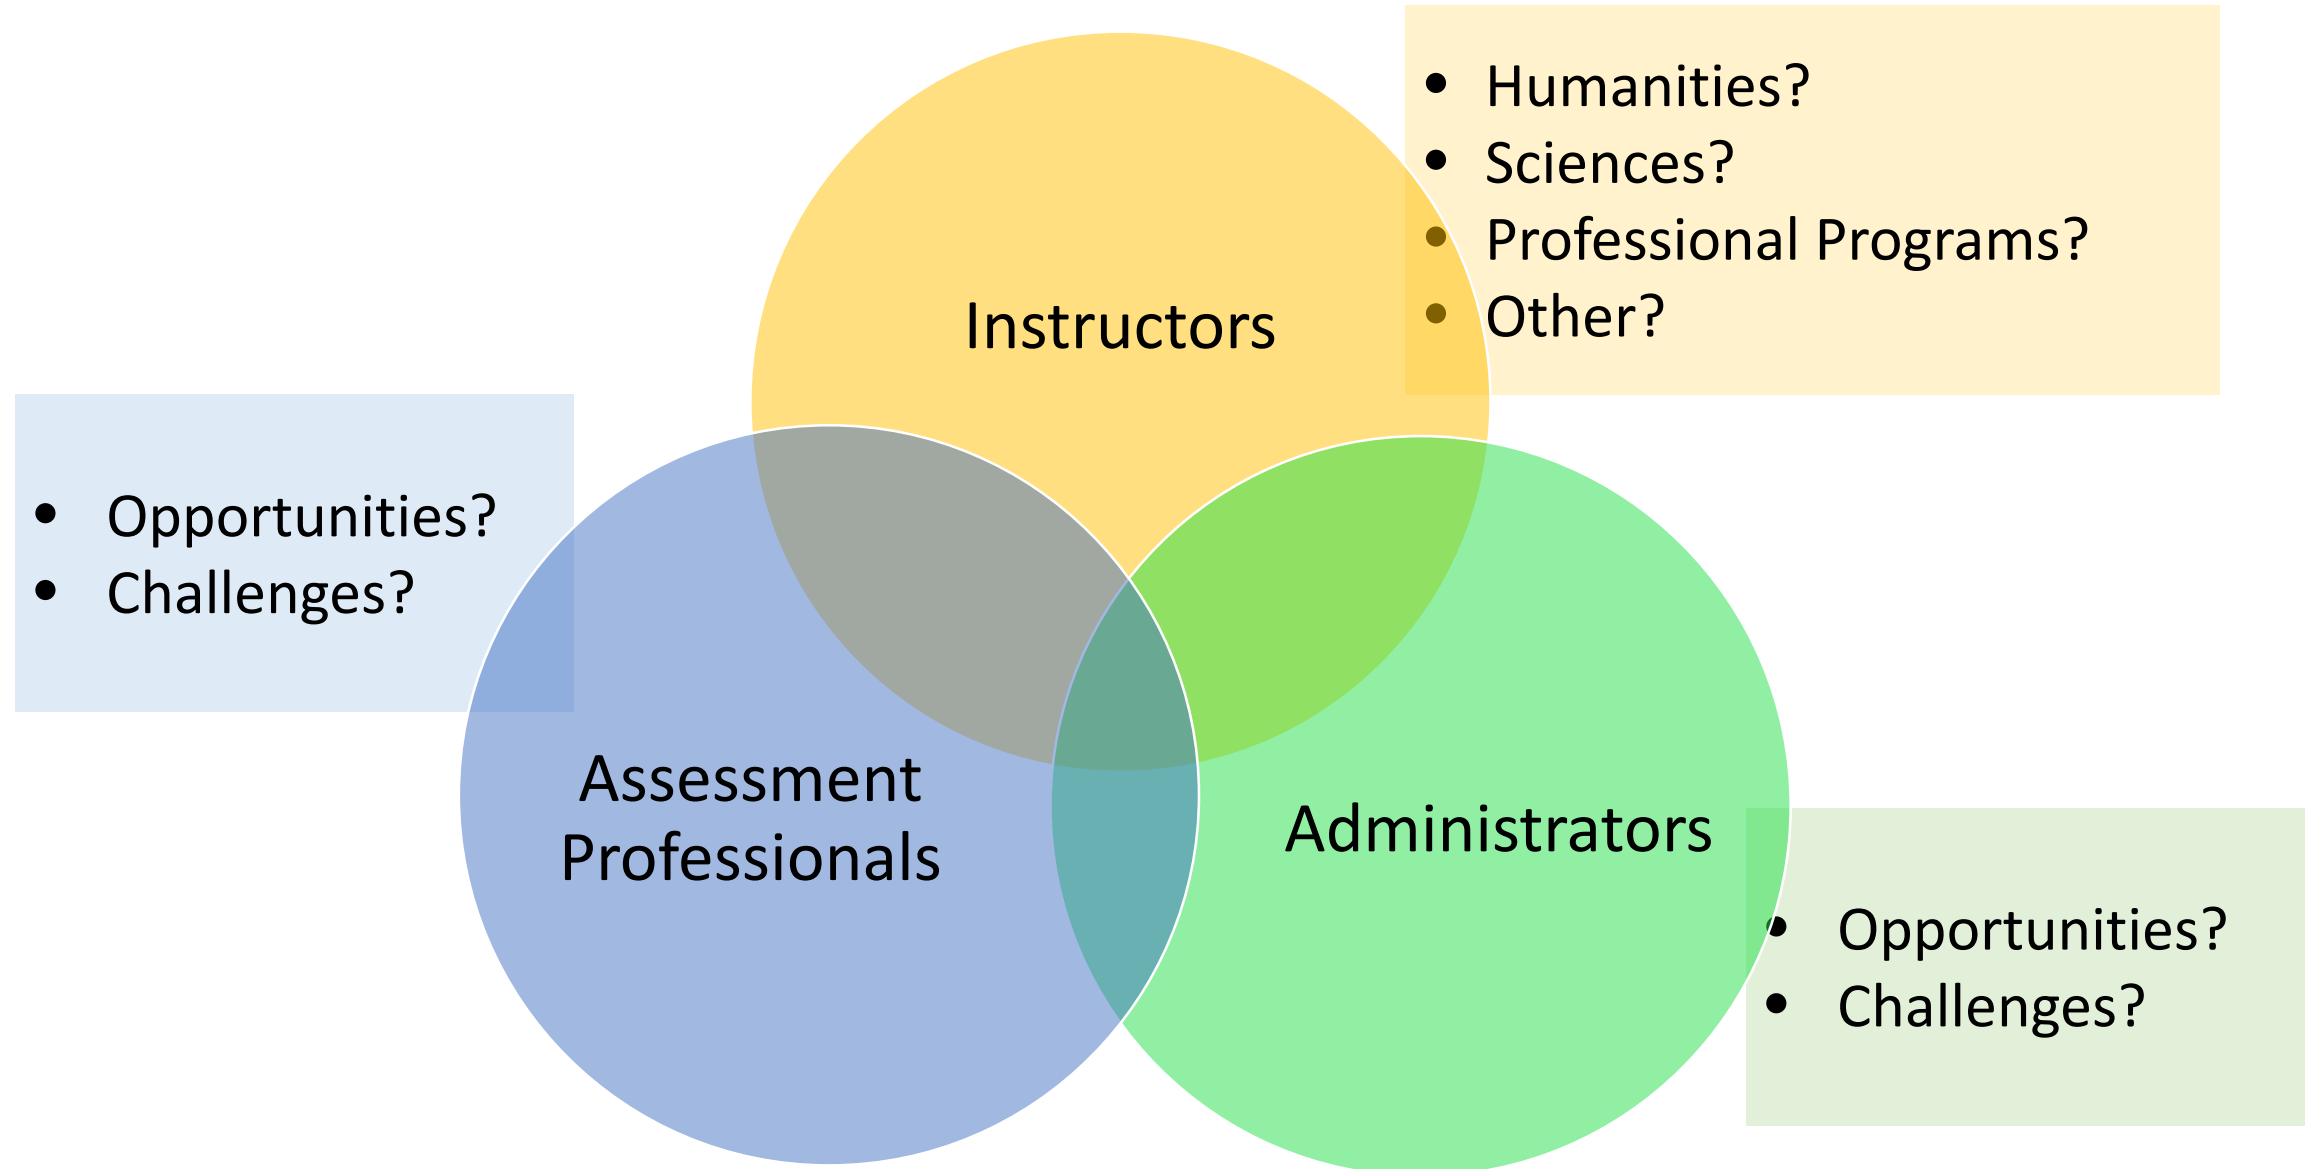 • Humanities?
• Sciences?
• Professional Programs?
• Other?
Instructors
• Opportunities?
• Challenges?
Assessment
Professionals
Administrators
• Opportunities?
• Challenges?